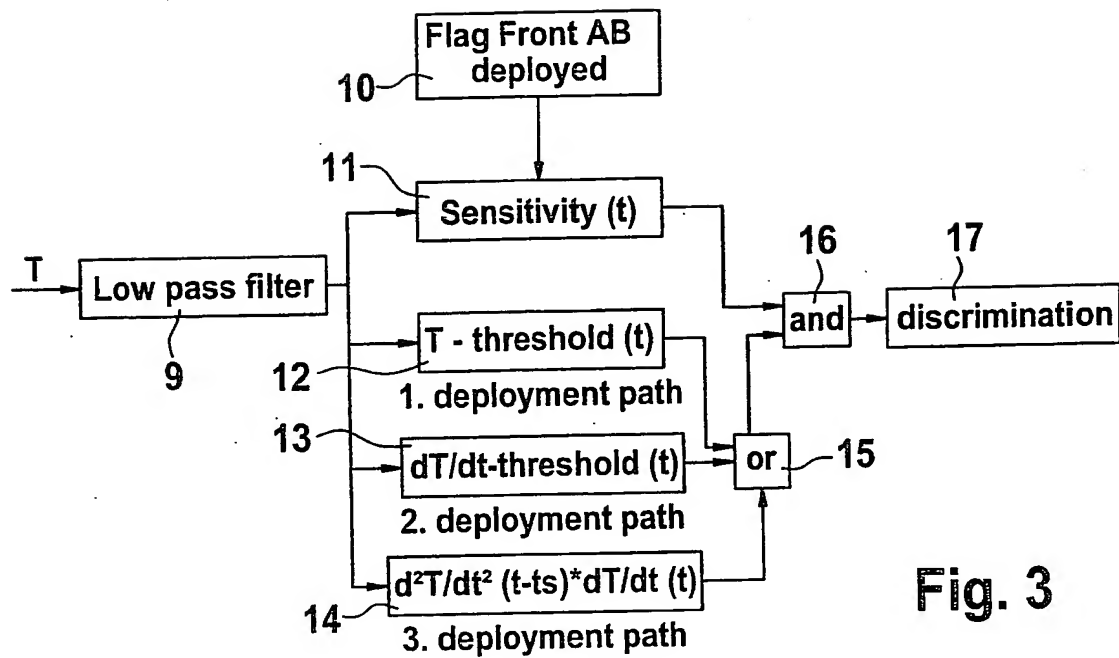 Flag Front AB
deployed
10
11
Sensitivity (t)
16
17
T
Low pass filter
and
discrimination
9
T - threshold (t)
12
1. deployment path
13
dT/dt-threshold (t)
or
15
2. deployment path
d²T/dt² (t-ts)*dT/dt (t)
14
3. deployment path
Fig. 3